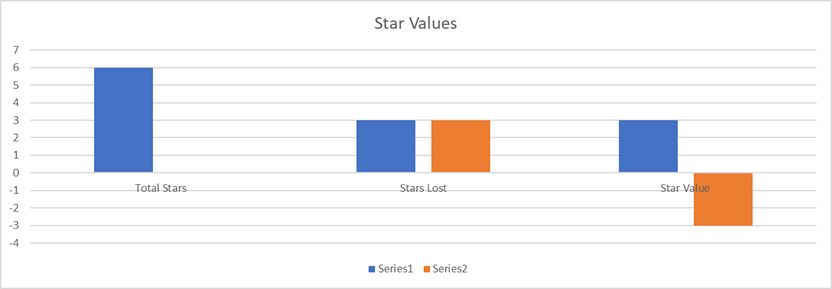 Star Values
7
6
5
4
3
2
1
0
-1
-2
-3
-4
Total Stars
Stars Lost
Star Value
Series1
Series2